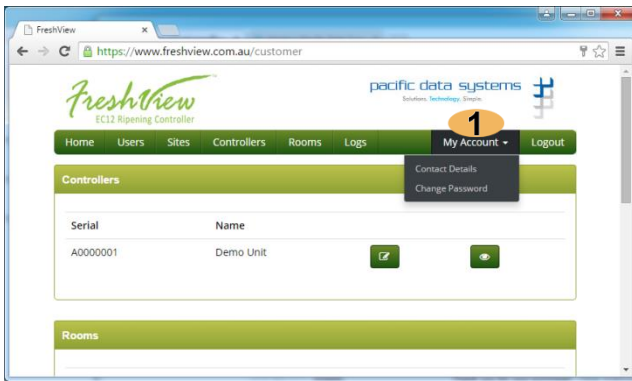 FreshView
https://www.freshview.com.au/customer
FreshView
EC12 Ripening Controller
pacific data systems
Solutions. Technology. Simple.
1
Home Users Sites Controllers Rooms Logs My Account Logout
Contact Details
Change Password
Controllers
Serial Name
A0000001 Demo Unit
Rooms